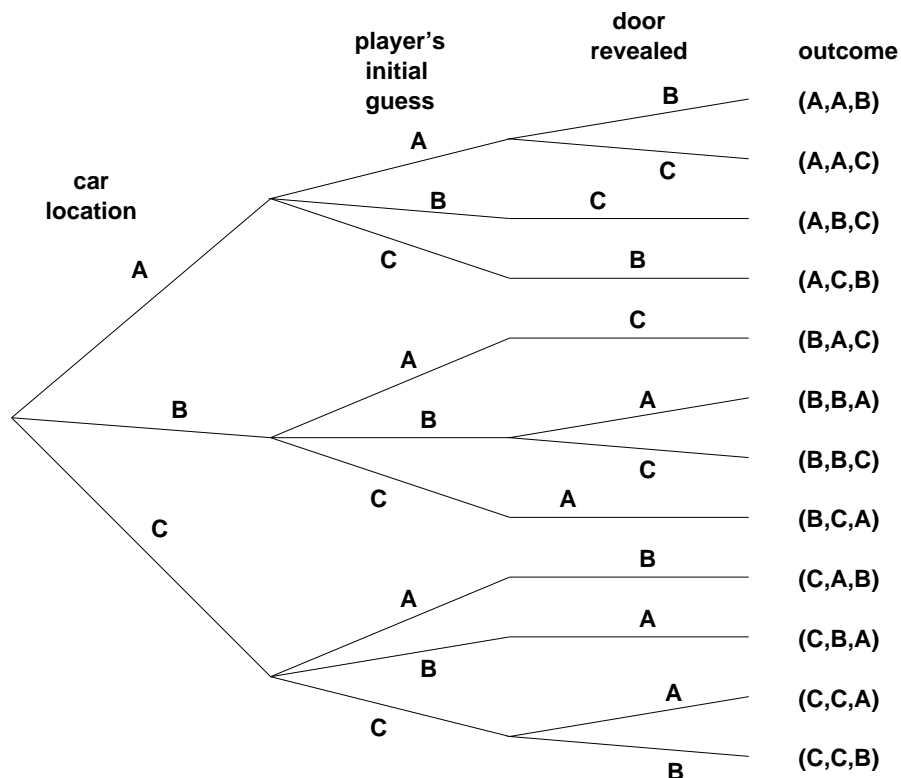 door
revealed
player's
initial
guess
outcome
car
location
A
B
C
A
B
C
A
B
C
A
B
C
B
C
C
B
C
A
C
A
B
A
A
B
(A,A,B)
(A,A,C)
(A,B,C)
(A,C,B)
(B,A,C)
(B,B,A)
(B,B,C)
(B,C,A)
(C,A,B)
(C,B,A)
(C,C,A)
(C,C,B)